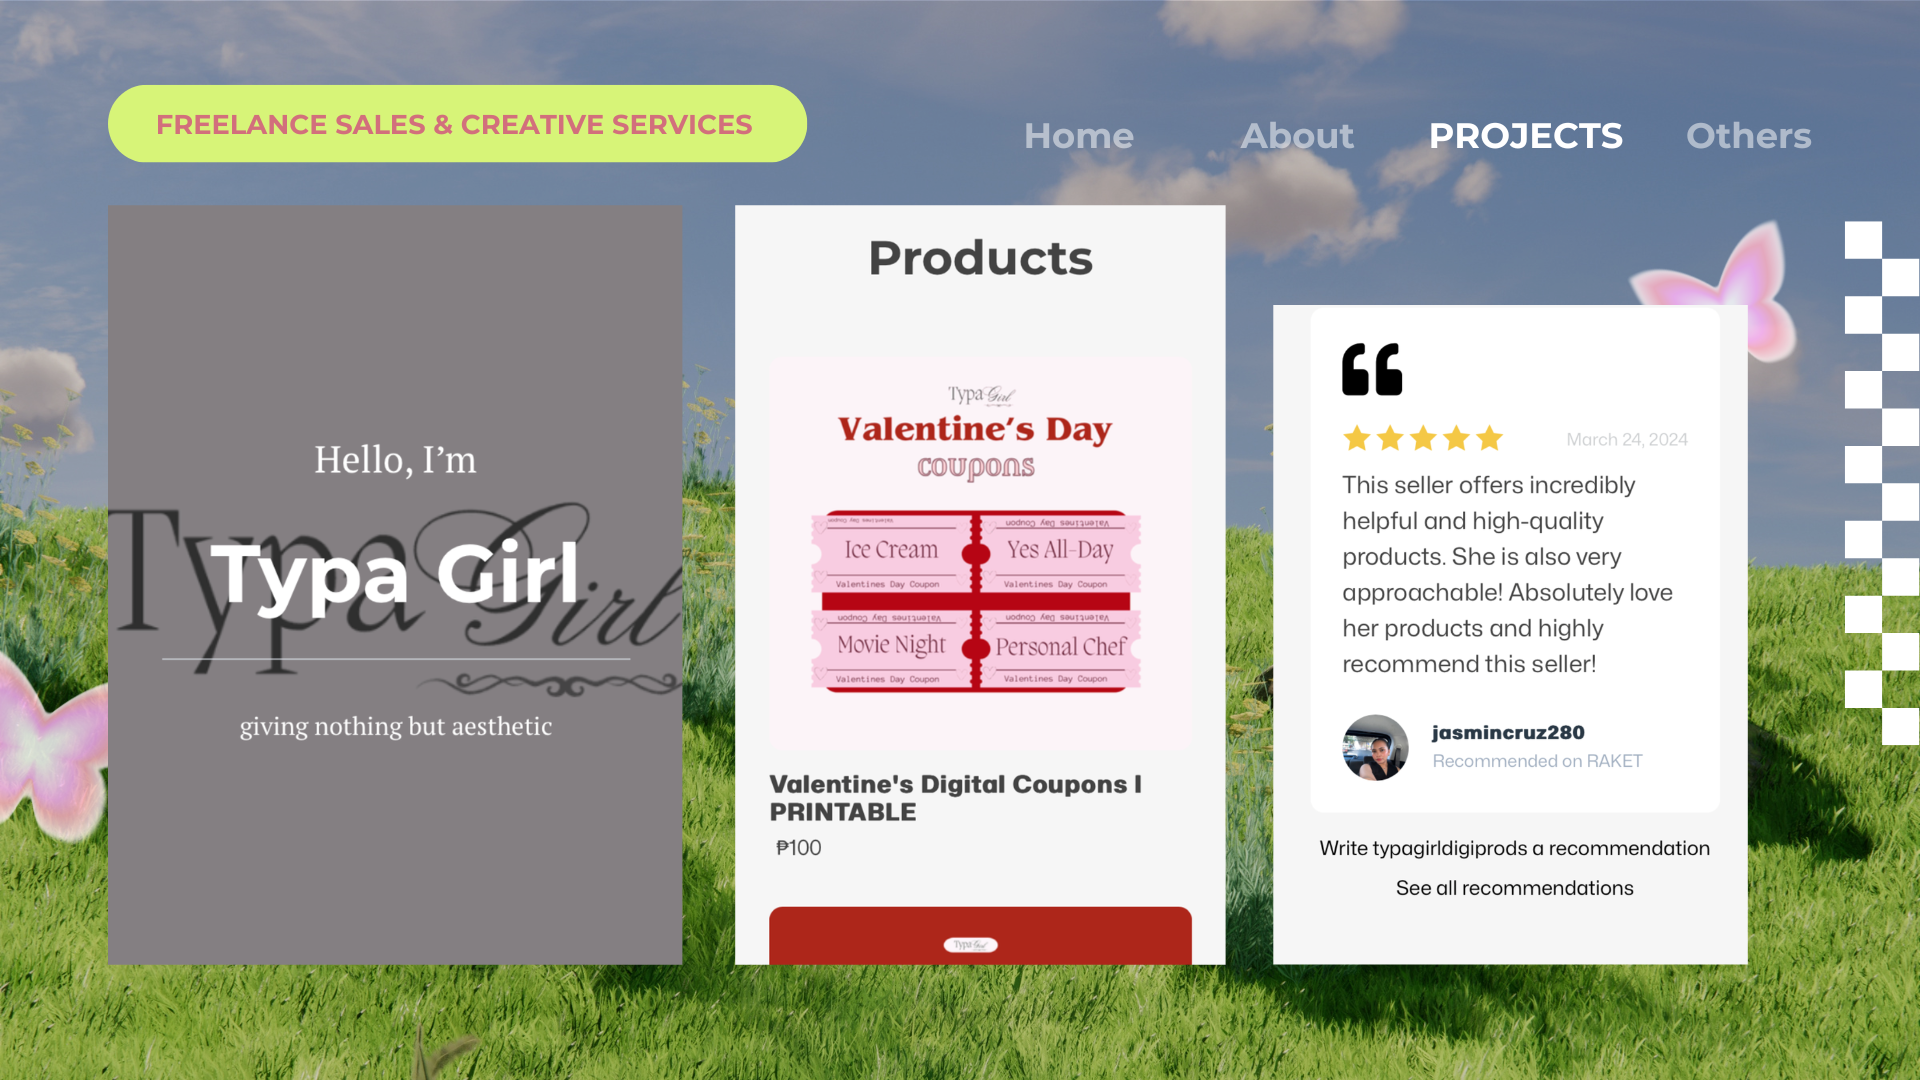 FREELANCE SALES & CREATIVE SERVICES
Home About PROJECTS Others
Hello, I’m
Typa Girl
Typa Girl
giving nothing but aesthetic
Products
Typa Girl
Valentine’s Day
coupons
Valentines Day Coupon
Ice Cream
Valentines Day Coupon
Valentines Day Coupon
Yes All-Day
Valentines Day Coupon
Valentines Day Coupon
Movie Night
Valentines Day Coupon
Valentines Day Coupon
Personal Chef
Valentines Day Coupon
Valentine's Digital Coupons I
PRINTABLE
₱100
Typa Girl
March 24, 2024
This seller offers incredibly
helpful and high-quality
products. She is also very
approachable! Absolutely love
her products and highly
recommend this seller!
jasmincruz280
Recommended on RAKET
Write typagirldigiprods a recommendation
See all recommendations